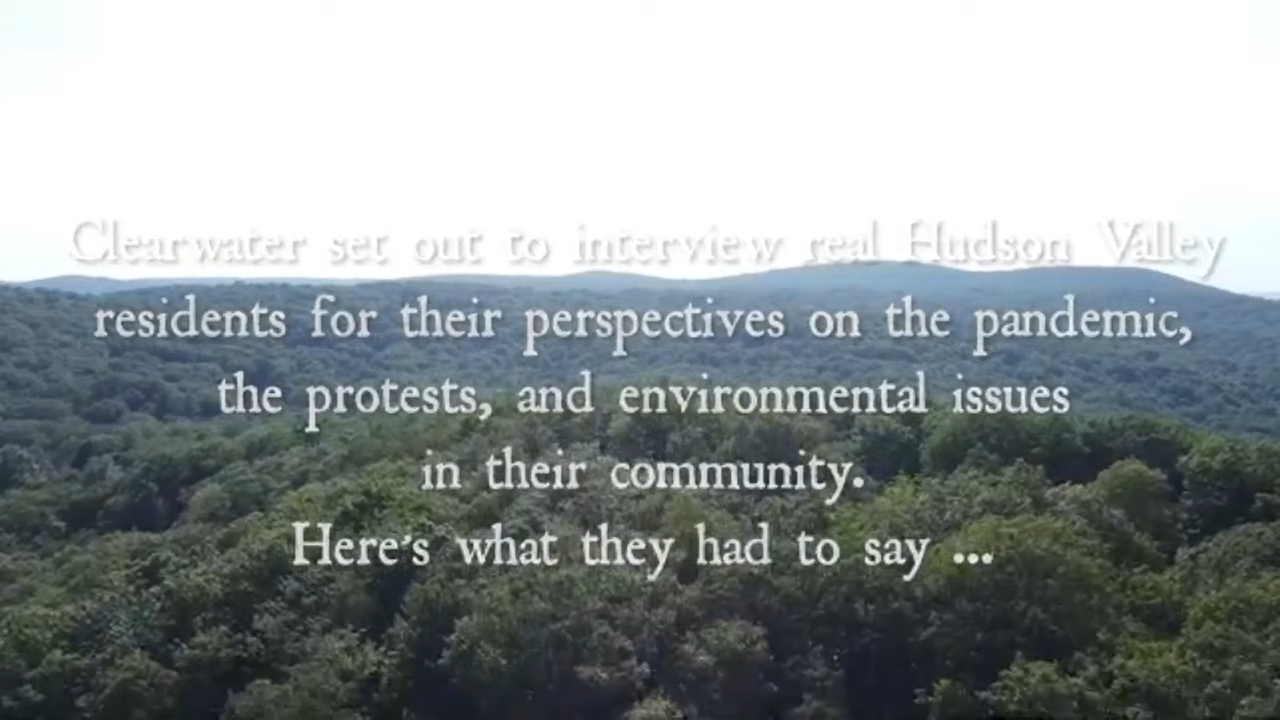 Clearwater set out to interview real Hudson Valley
residents for their perspectives on the pandemic,
the protests, and environmental issues
in their community.
Here's what they had to say ...